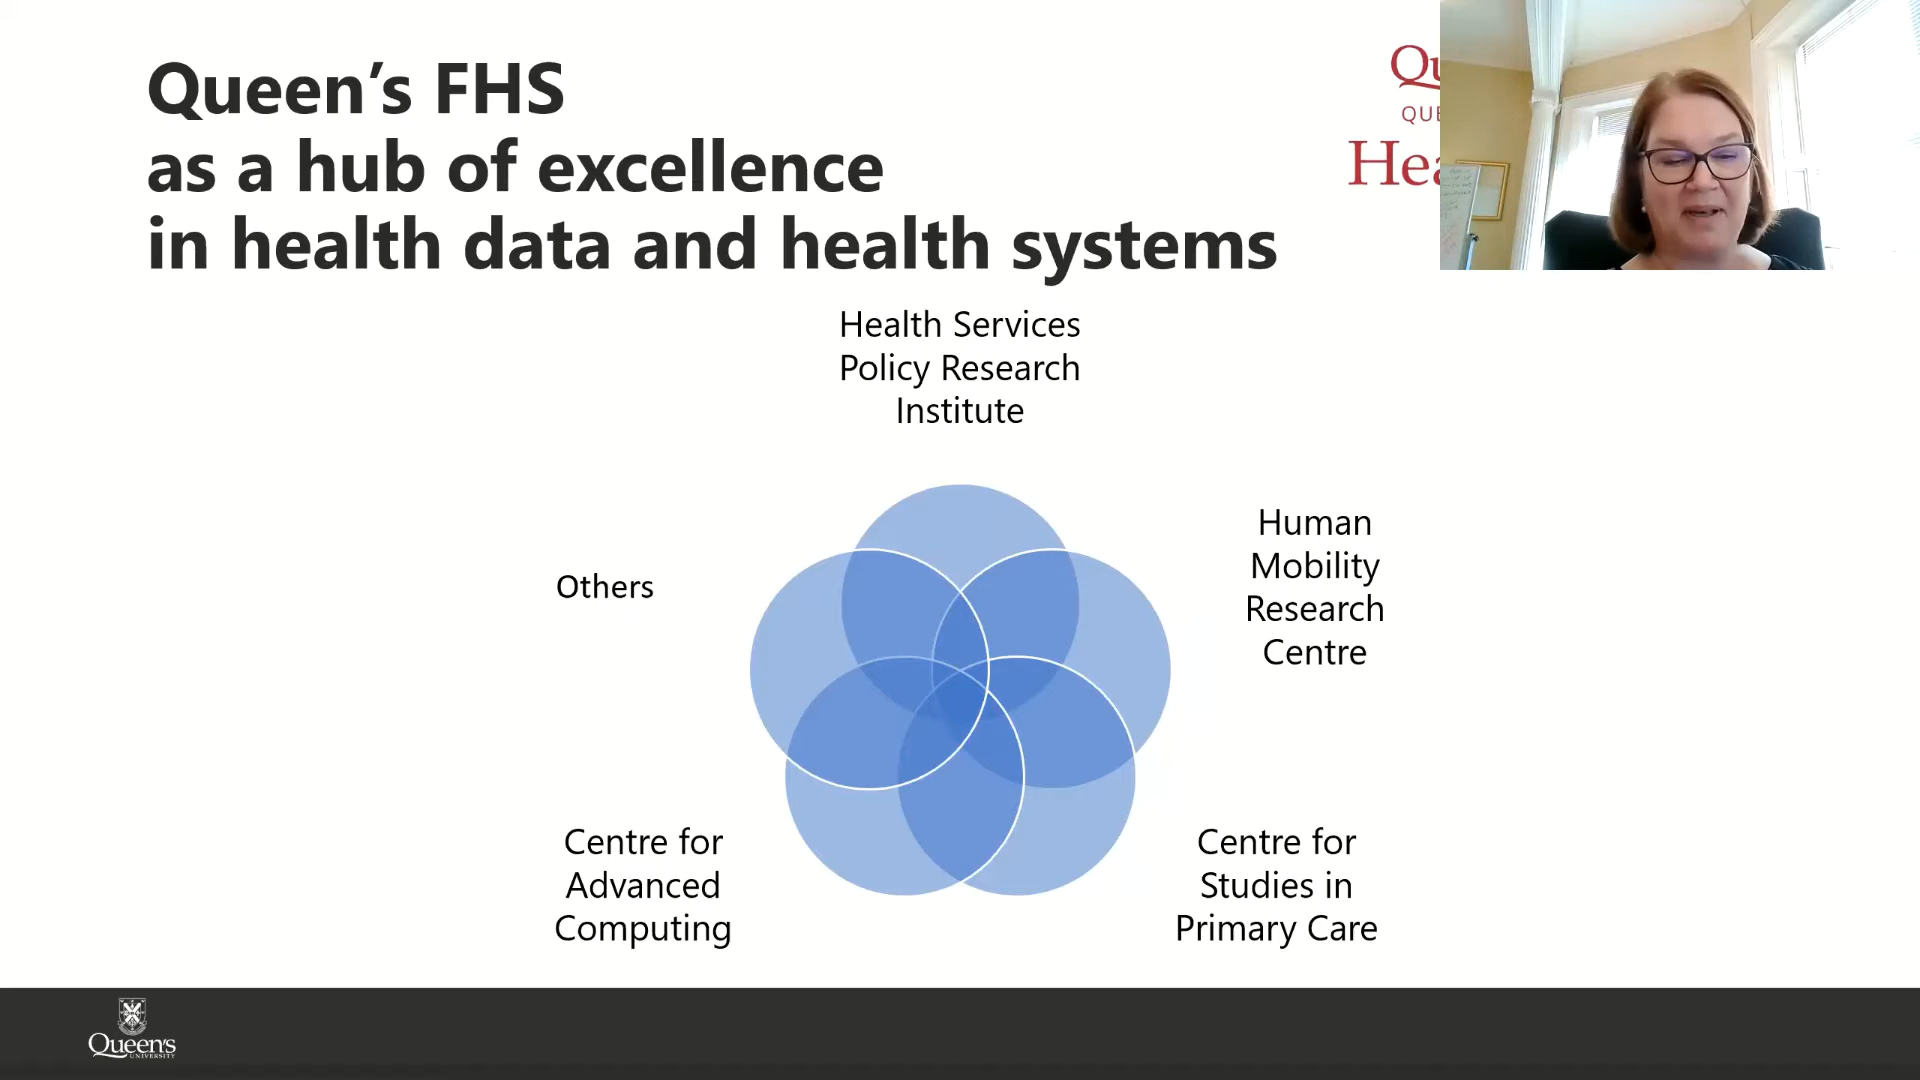 Queen’s FHS
as a hub of excellence
in health data and health systems
Health Services
Policy Research
Institute
Human
Mobility
Research
Centre
Others
Centre for
Advanced
Computing
Centre for
Studies in
Primary Care
Queen's
UNIVERSITY